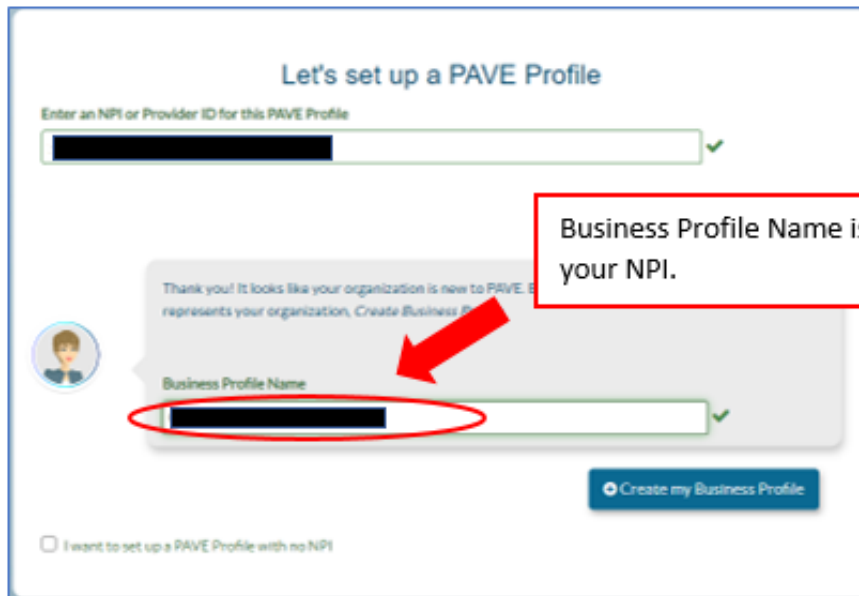 Let's set up a PAVE Profile
Enter an NPI or Provider ID for this PAVE Profile
Business Profile Name is
your NPI.
Thank you! It looks like your organization is new to PAVE.
represents your organization, Create Business
Business Profile Name
Create my Business Profile
I want to set up a PAVE Profile with no NPI